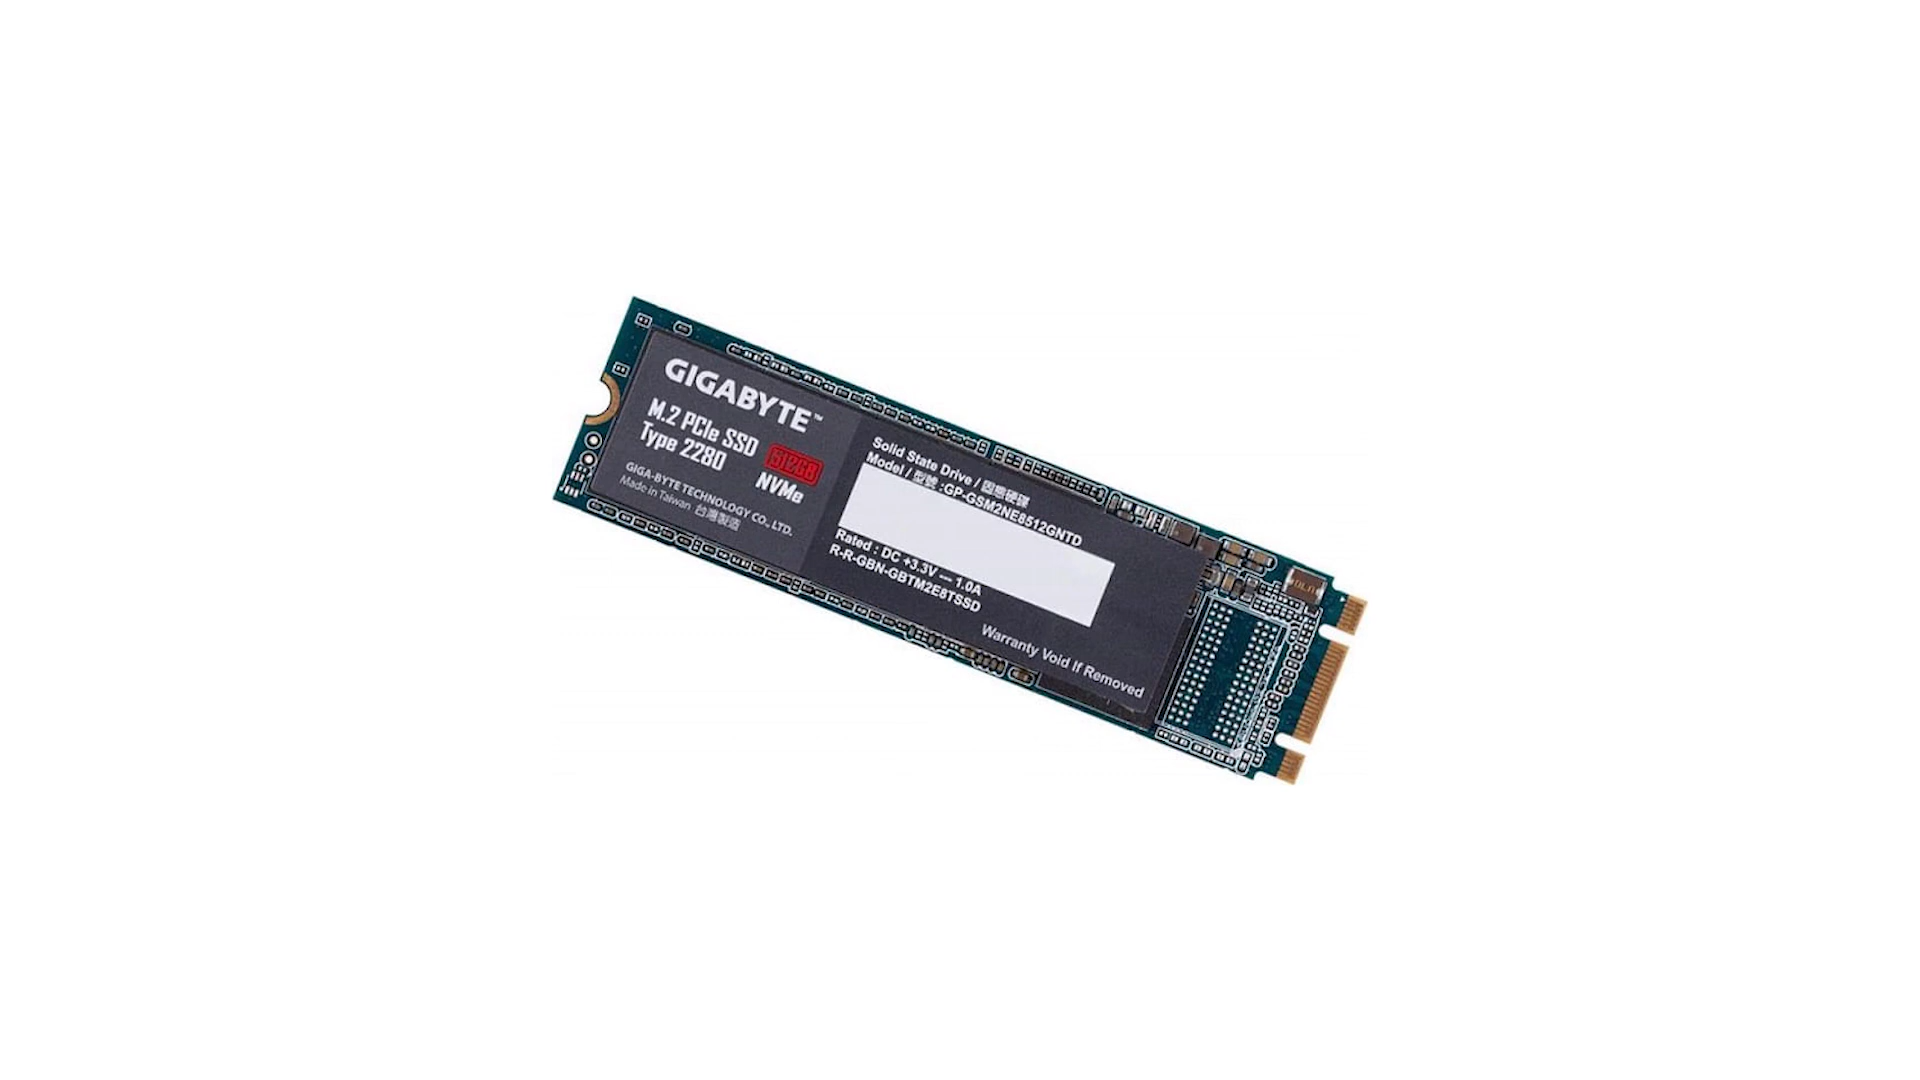 GIGABYTE™
M.2 PCIe SSD
Type 2280
512GB
NVMe
GIGA-BYTE TECHNOLOGY CO., LTD.
Made in Taiwan 台灣製造
Solid State Drive / 固態硬碟
Model / 型號 :GP-GSM2NE8512GNTD
Rated : DC +3.3V ⎓ 1.0A
R-R-GBN-GBTM2E8TSSD
Warranty Void If Removed